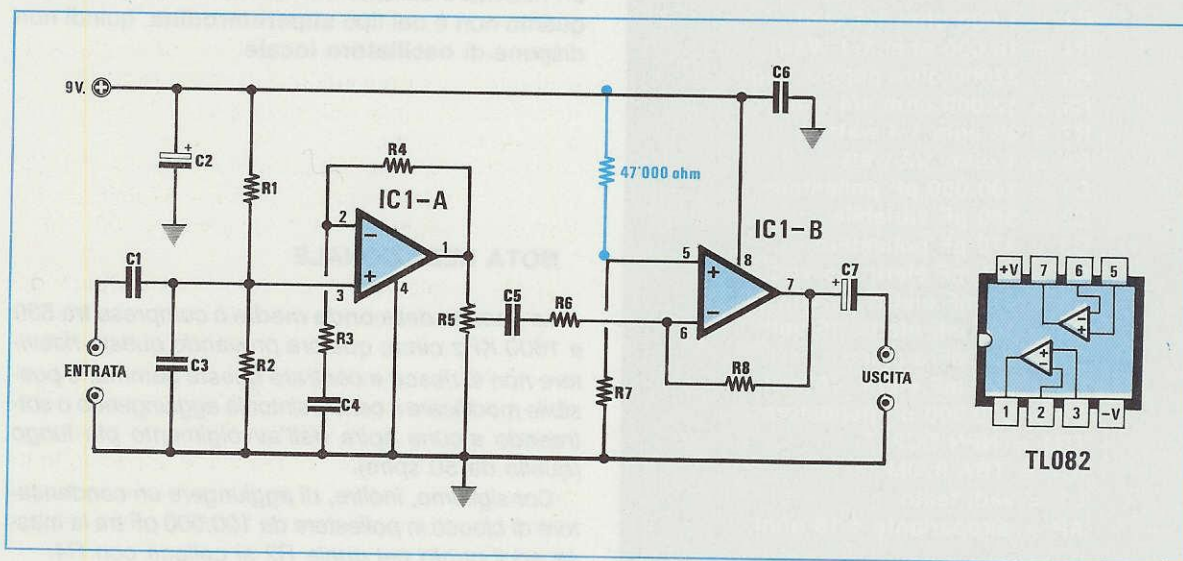 9V.
C2
R1
R4
IC1-A
2
3
1
4
C1
C3
R2
R3
C4
R5
ENTRATA
C5
R6
47'000 ohm
C6
IC1-B
5
6
8
7
C7
R7
R8
USCITA
+V 7 6 5
1 2 3 -V
TL082